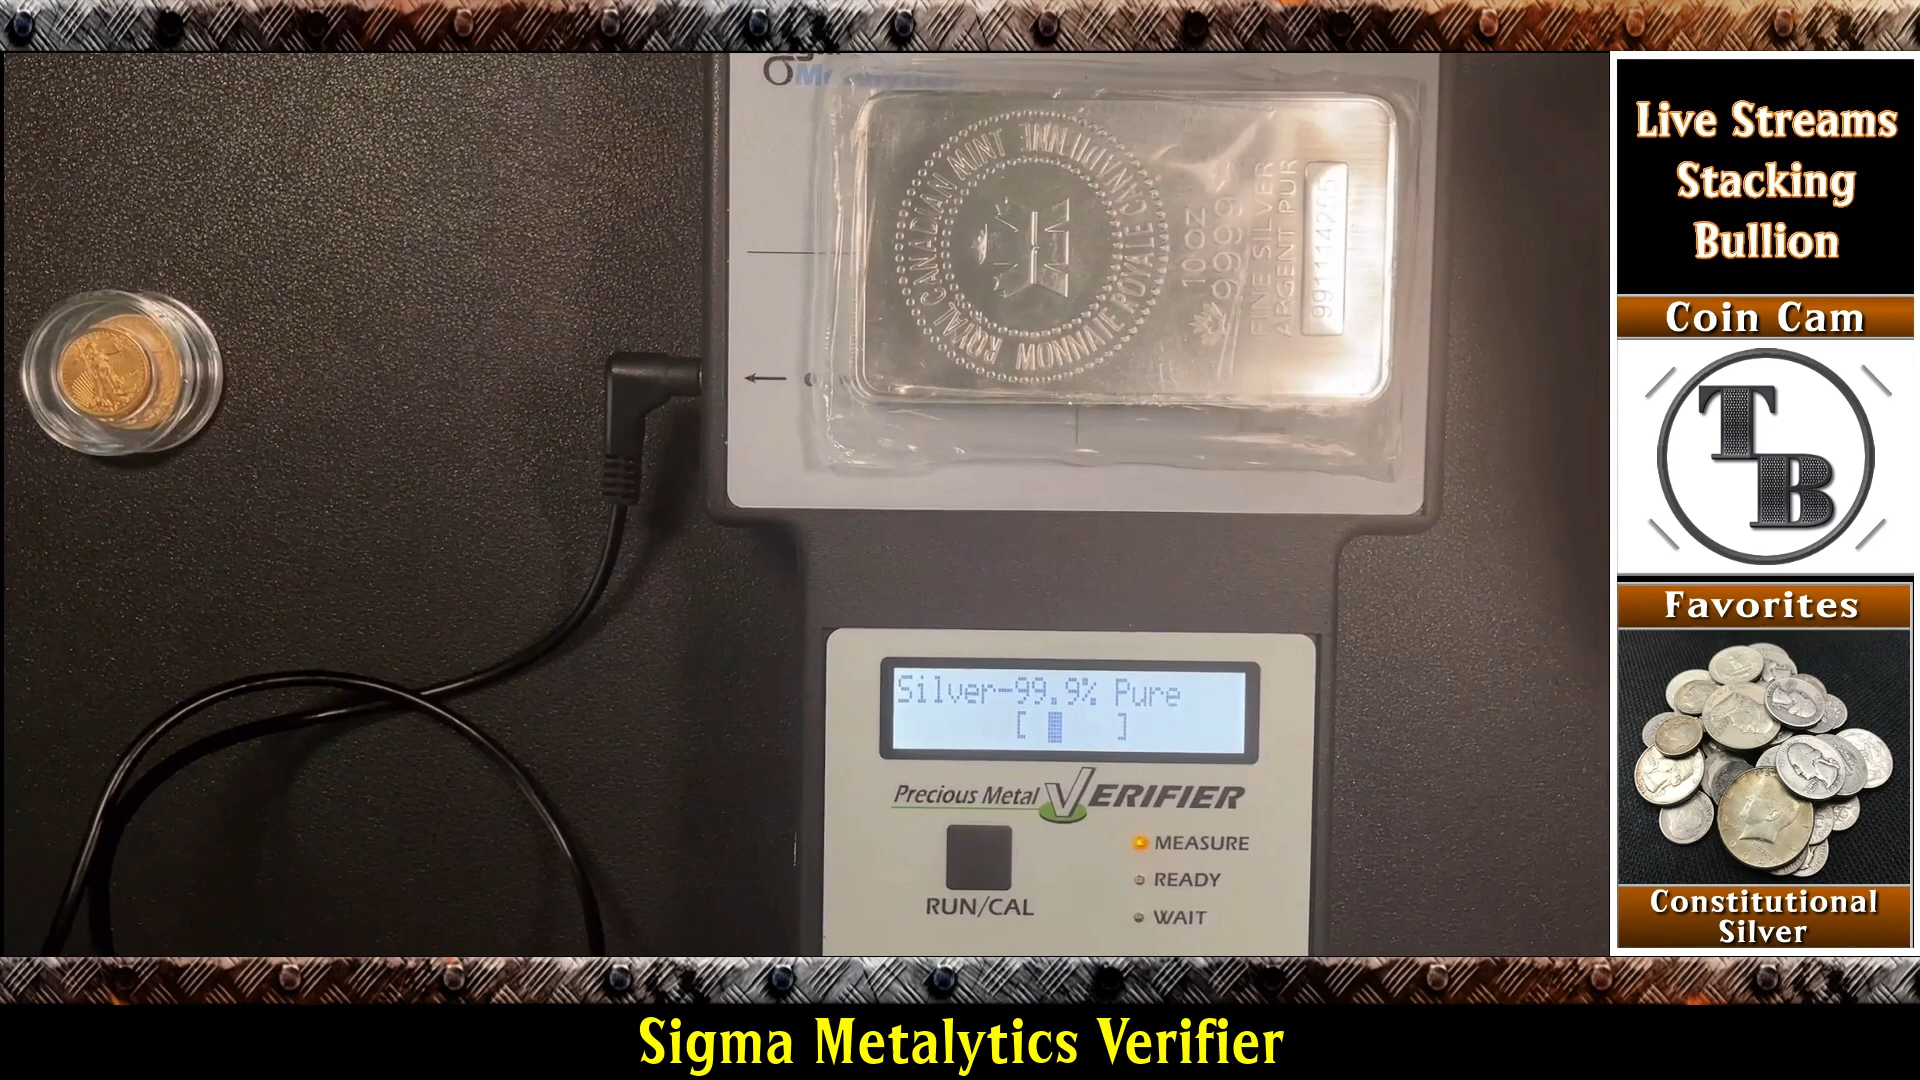 Live Streams
Stacking
Bullion
Coin Cam
TB
Favorites
Constitutional
Silver
ROYAL CANADIAN MINT
MONNAIE ROYALE CANADIENNE
10 OZ
9999
FINE SILVER
ARGENT PUR
Silver-99.9% Pure
[ ]
Precious Metal VERIFIER
MEASURE
READY
RUN/CAL
WAIT
Sigma Metalytics Verifier